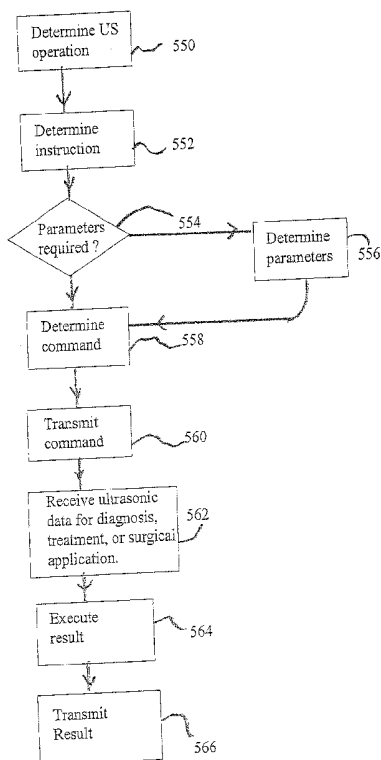 Determine US
operation
550
Determine
instruction
552
Parameters
required ?
554
Determine
parameters
556
Determine
command
558
Transmit
command
560
Receive ultrasonic
data for diagnosis,
treatment, or surgical
application.
562
Execute
result
564
Transmit
Result
566